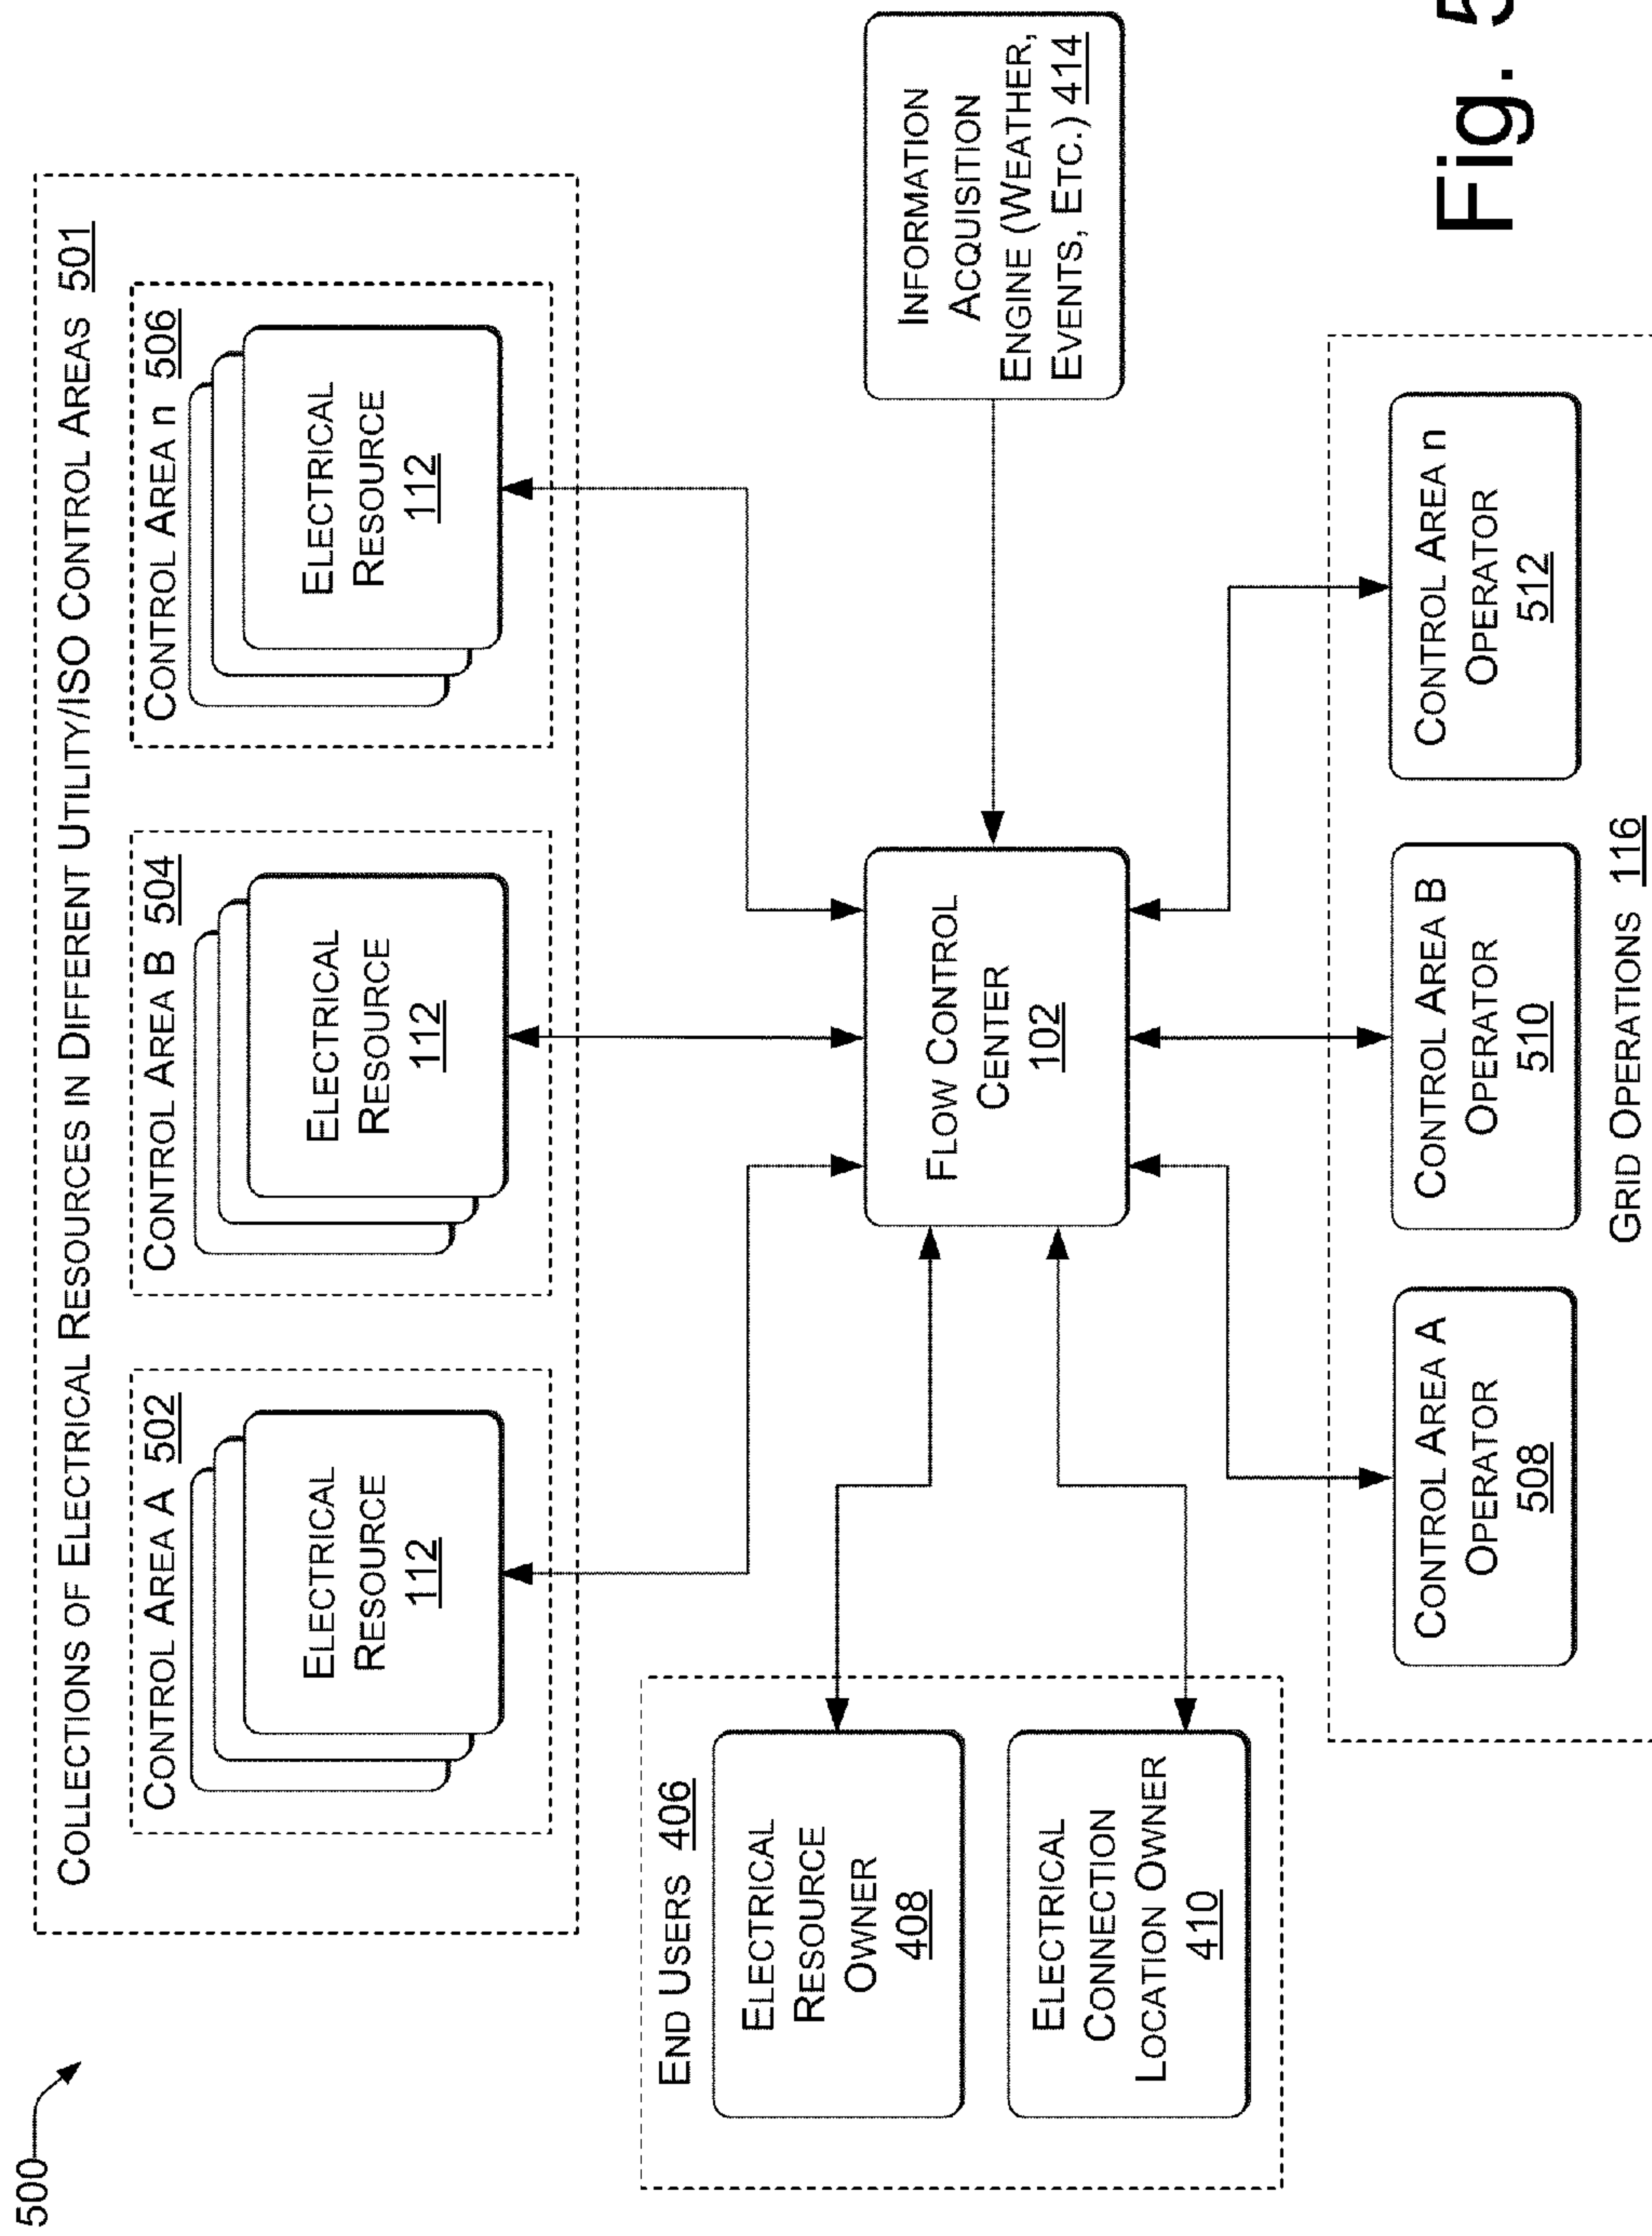 500
COLLECTIONS OF ELECTRICAL RESOURCES IN DIFFERENT UTILITY/ISO CONTROL AREAS 501
CONTROL AREA A 502
ELECTRICAL
RESOURCE
112
CONTROL AREA B 504
ELECTRICAL
RESOURCE
112
CONTROL AREA n 506
ELECTRICAL
RESOURCE
112
END USERS 406
ELECTRICAL
RESOURCE
OWNER
408
ELECTRICAL
CONNECTION
LOCATION OWNER
410
FLOW CONTROL
CENTER
102
INFORMATION
ACQUISITION
ENGINE (WEATHER,
EVENTS, ETC.) 414
CONTROL AREA A
OPERATOR
508
CONTROL AREA B
OPERATOR
510
CONTROL AREA n
OPERATOR
512
GRID OPERATIONS 116
Fig. 5